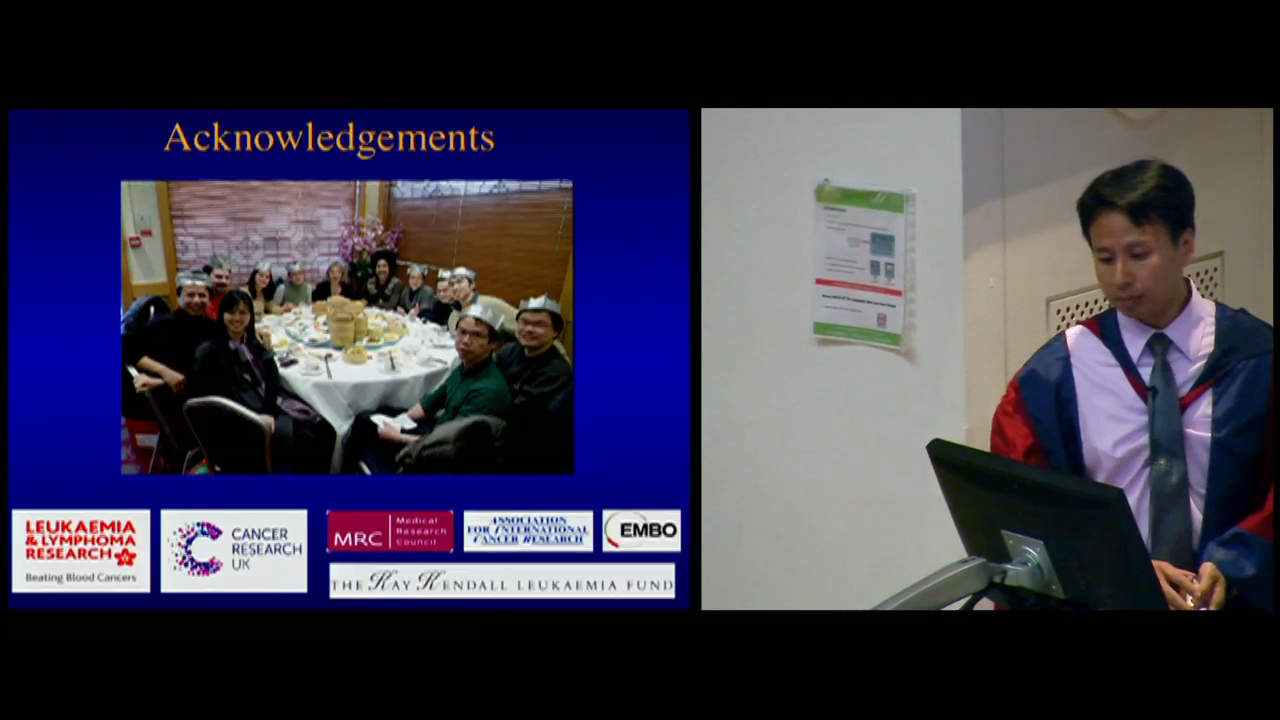 Acknowledgements
LEUKAEMIA
& LYMPHOMA
RESEARCH
Beating Blood Cancers
CANCER
RESEARCH
UK
MRC
Medical
Research
Council
ASSOCIATION
FOR INTERNATIONAL
CANCER RESEARCH
EMBO
THE KAY KENDALL LEUKAEMIA FUND